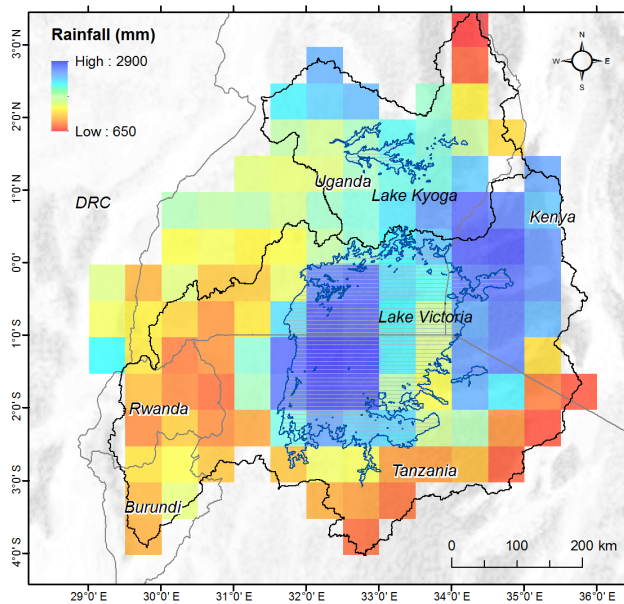 Rainfall (mm)
High : 2900
Low : 650
N
W E
S
3°0'N
2°0'N
1°0'N
0°0'
1°0'S
2°0'S
3°0'S
4°0'S
DRC
Uganda
Lake Kyoga
Kenya
Lake Victoria
Rwanda
Tanzania
Burundi
0 100 200 km
29°0' E 30°0' E 31°0' E 32°0' E 33°0' E 34°0' E 35°0' E 36°0' E